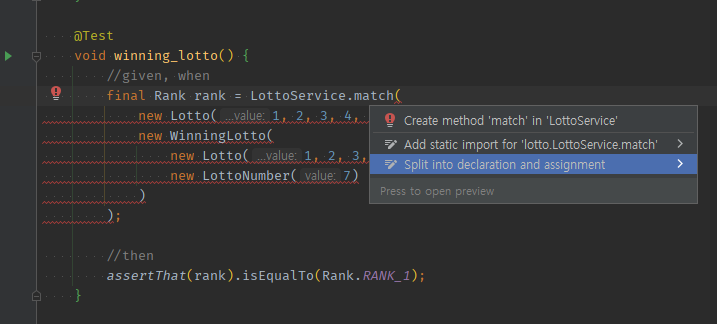 @Test
void winning_lotto() {
//given, when
final Rank rank = LottoService.match(
new Lotto( ...value: 1, 2, 3, 4,
new WinningLotto(
new Lotto( ...value: 1, 2, 3,
new LottoNumber( value: 7)
)
);
//then
assertThat(rank).isEqualTo(Rank.RANK_1);
}
Create method 'match' in 'LottoService'
Add static import for 'lotto.LottoService.match'
Split into declaration and assignment
Press to open preview